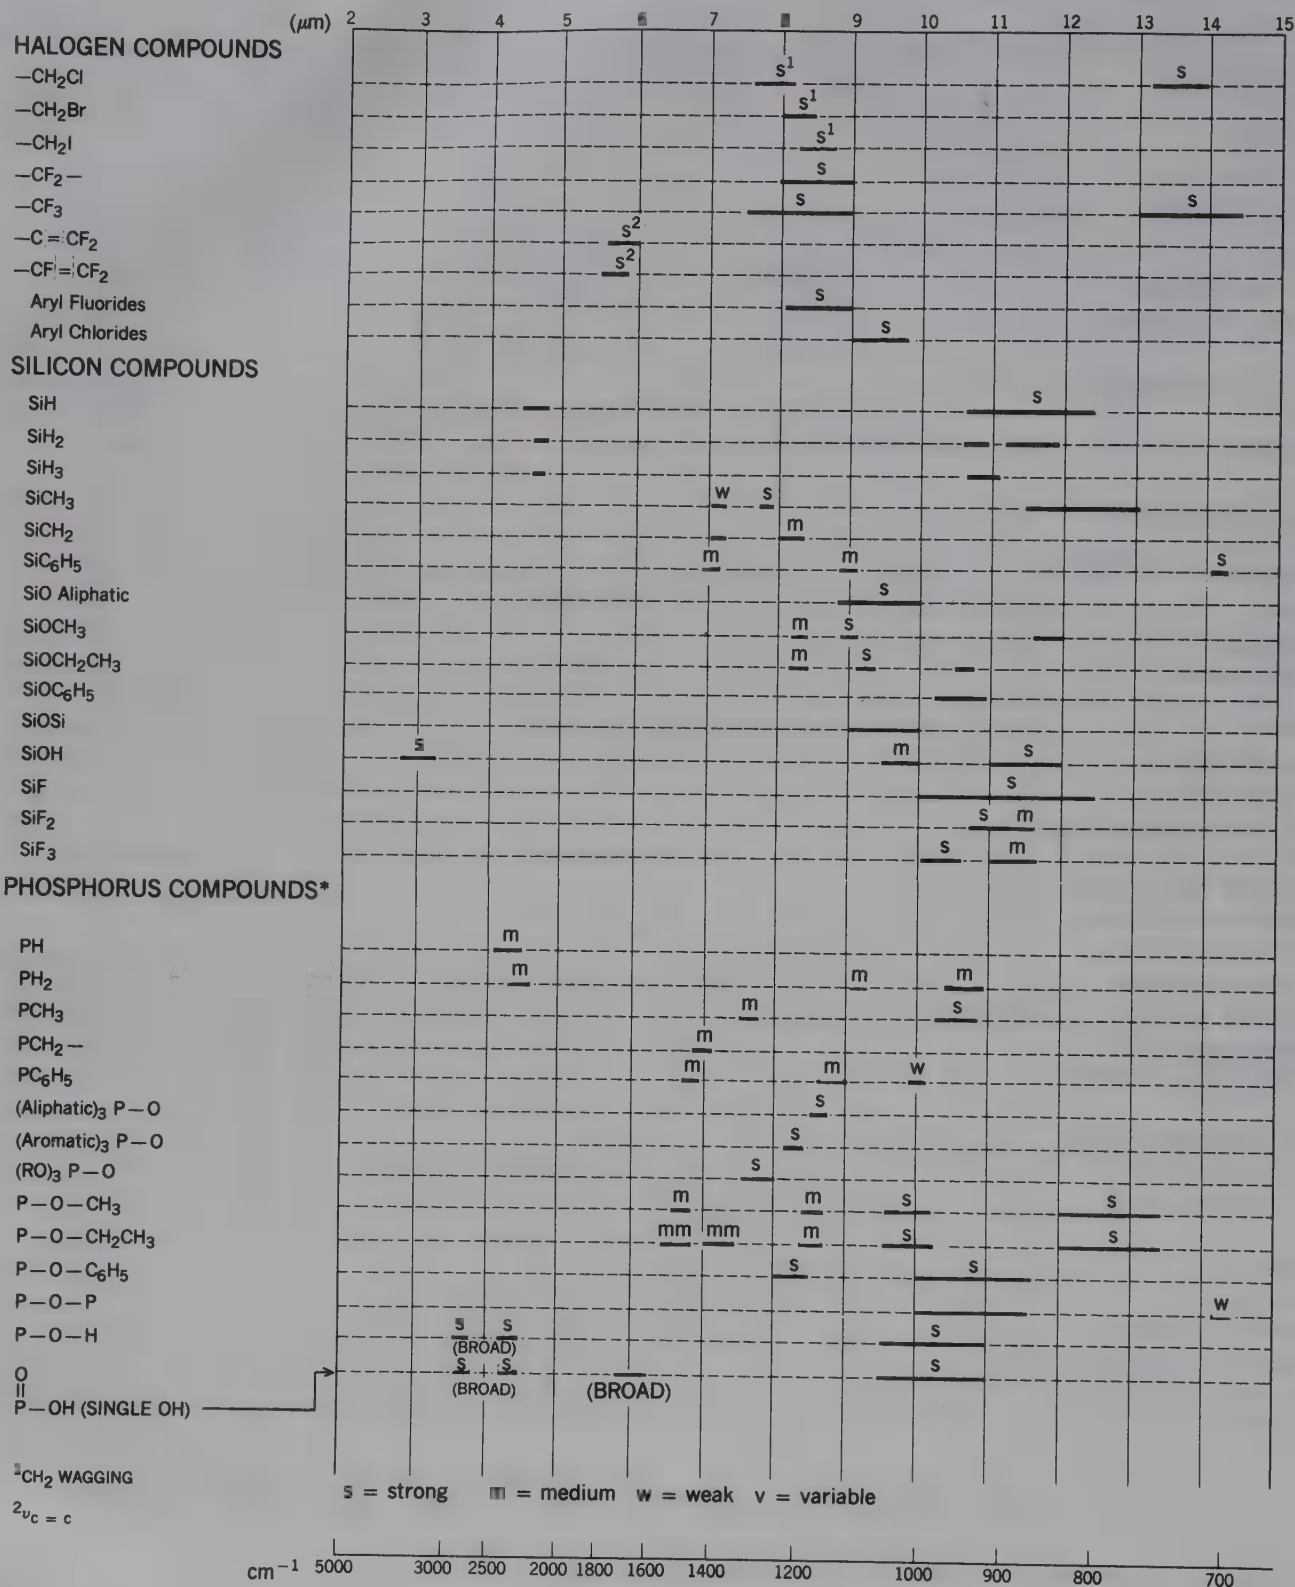 (μm) 2 3 4 5 6 7 8 9 10 11 12 13 14 15
HALOGEN COMPOUNDS
—CH₂Cl s¹ s
—CH₂Br s¹
—CH₂I s¹
—CF₂— s
—CF₃ s s
—C=CF₂ s²
—CF=CF₂ s²
Aryl Fluorides s
Aryl Chlorides s
SILICON COMPOUNDS
SiH s
SiH₂
SiH₃
SiCH₃ w s
SiCH₂ m
SiC₆H₅ m m s
SiO Aliphatic s
SiOCH₃ m s
SiOCH₂CH₃ m s
SiOC₆H₅
SiOSi
SiOH s m s
SiF s
SiF₂ s m
SiF₃ s m
PHOSPHORUS COMPOUNDS*
PH m
PH₂ m m m
PCH₃ m s
PCH₂— m
PC₆H₅ m m w
(Aliphatic)₃ P—O s
(Aromatic)₃ P—O s
(RO)₃ P—O s
P—O—CH₃ m m s s
P—O—CH₂CH₃ mm mm m s s
P—O—C₆H₅ s s
P—O—P w
P—O—H s s s
(BROAD)
O s s s
‖ (BROAD) (BROAD)
P—OH (SINGLE OH)
¹CH₂ WAGGING
s = strong m = medium w = weak v = variable
²υC = C
cm⁻¹ 5000 3000 2500 2000 1800 1600 1400 1200 1000 900 800 700